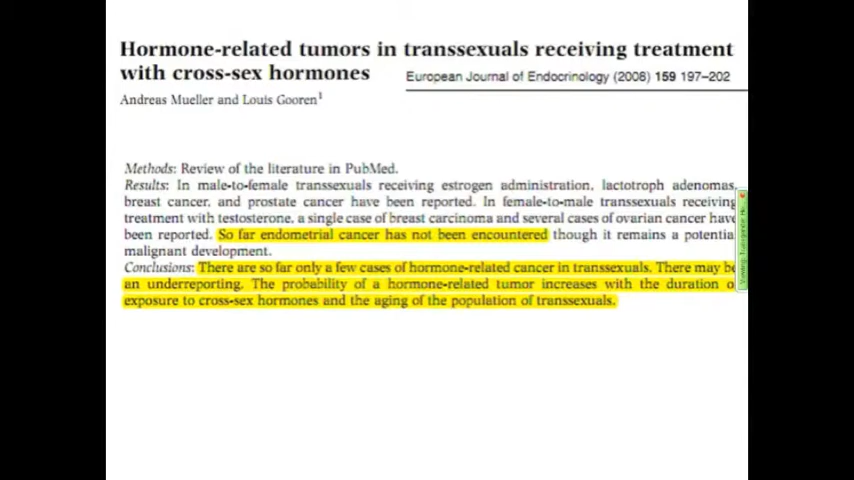 Hormone-related tumors in transsexuals receiving treatment
with cross-sex hormones
European Journal of Endocrinology (2008) 159 197–202
Andreas Mueller and Louis Gooren¹
Methods: Review of the literature in PubMed.
Results: In male-to-female transsexuals receiving estrogen administration, lactotroph adenomas,
breast cancer, and prostate cancer have been reported. In female-to-male transsexuals receiving
treatment with testosterone, a single case of breast carcinoma and several cases of ovarian cancer have
been reported. So far endometrial cancer has not been encountered though it remains a potentia
malignant development.
Conclusions: There are so far only a few cases of hormone-related cancer in transsexuals. There may be
an underreporting. The probability of a hormone-related tumor increases with the duration o
exposure to cross-sex hormones and the aging of the population of transsexuals.